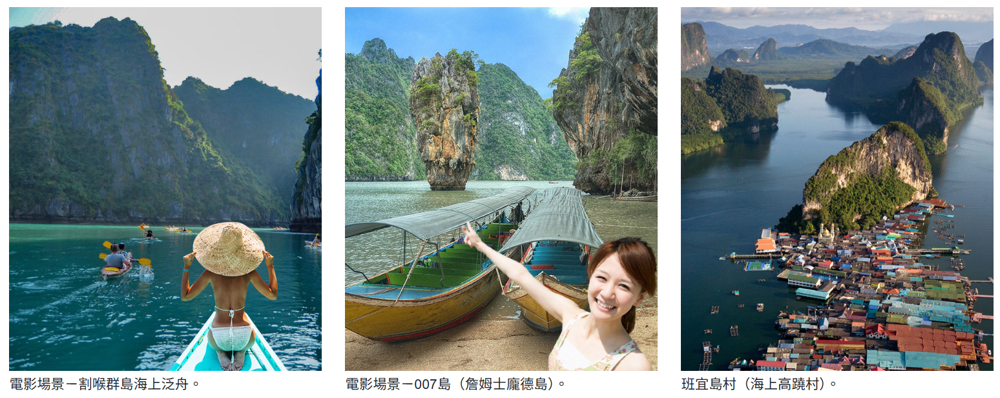 電影場景－割喉群島海上泛舟。
電影場景－007島（詹姆士龐德島）。
班宜島村（海上高蹺村）。